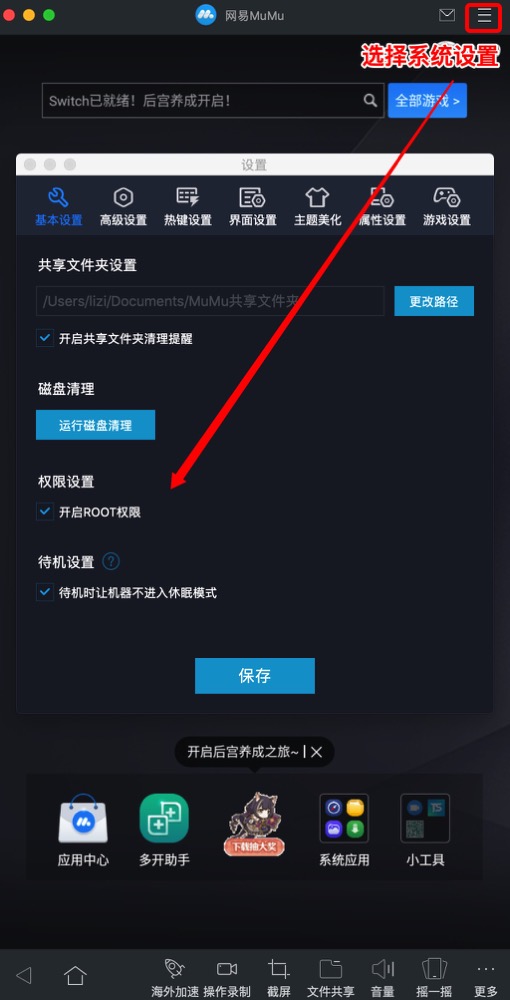 网易MuMu
选择系统设置
Switch已就绪！后宫养成开启！
全部游戏 >
设置
基本设置 高级设置 热键设置 界面设置 主题美化 属性设置 游戏设置
共享文件夹设置
/Users/lizi/Documents/MuMu共享文件夹
更改路径
开启共享文件夹清理提醒
磁盘清理
运行磁盘清理
权限设置
开启ROOT权限
待机设置 ?
待机时让机器不进入休眠模式
保存
开启后宫养成之旅~
下载抽大奖
TS
应用中心 多开助手 系统应用 小工具
海外加速 操作录制 截屏 文件共享 音量 摇一摇 更多